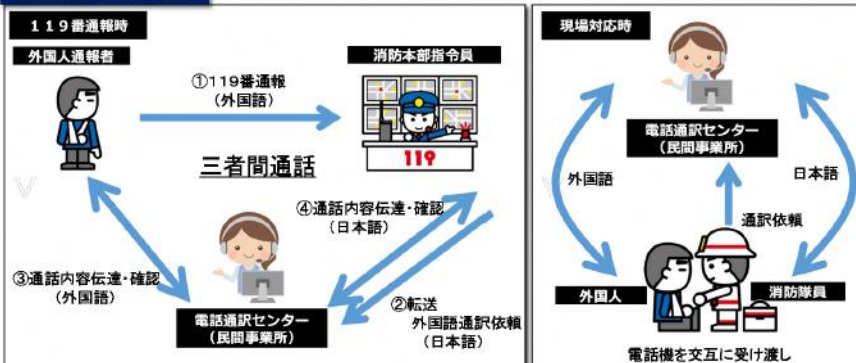 119番通報時
外国人通報者
消防本部指令員
①119番通報
(外国語)
119
三者間通話
④通話内容伝達・確認
(日本語)
③通話内容伝達・確認
(外国語)
②転送
外国語通訳依頼
(日本語)
電話通訳センター
(民間事業所)
現場対応時
電話通訳センター
(民間事業所)
外国語
日本語
通訳依頼
外国人
消防隊員
電話機を交互に受け渡し